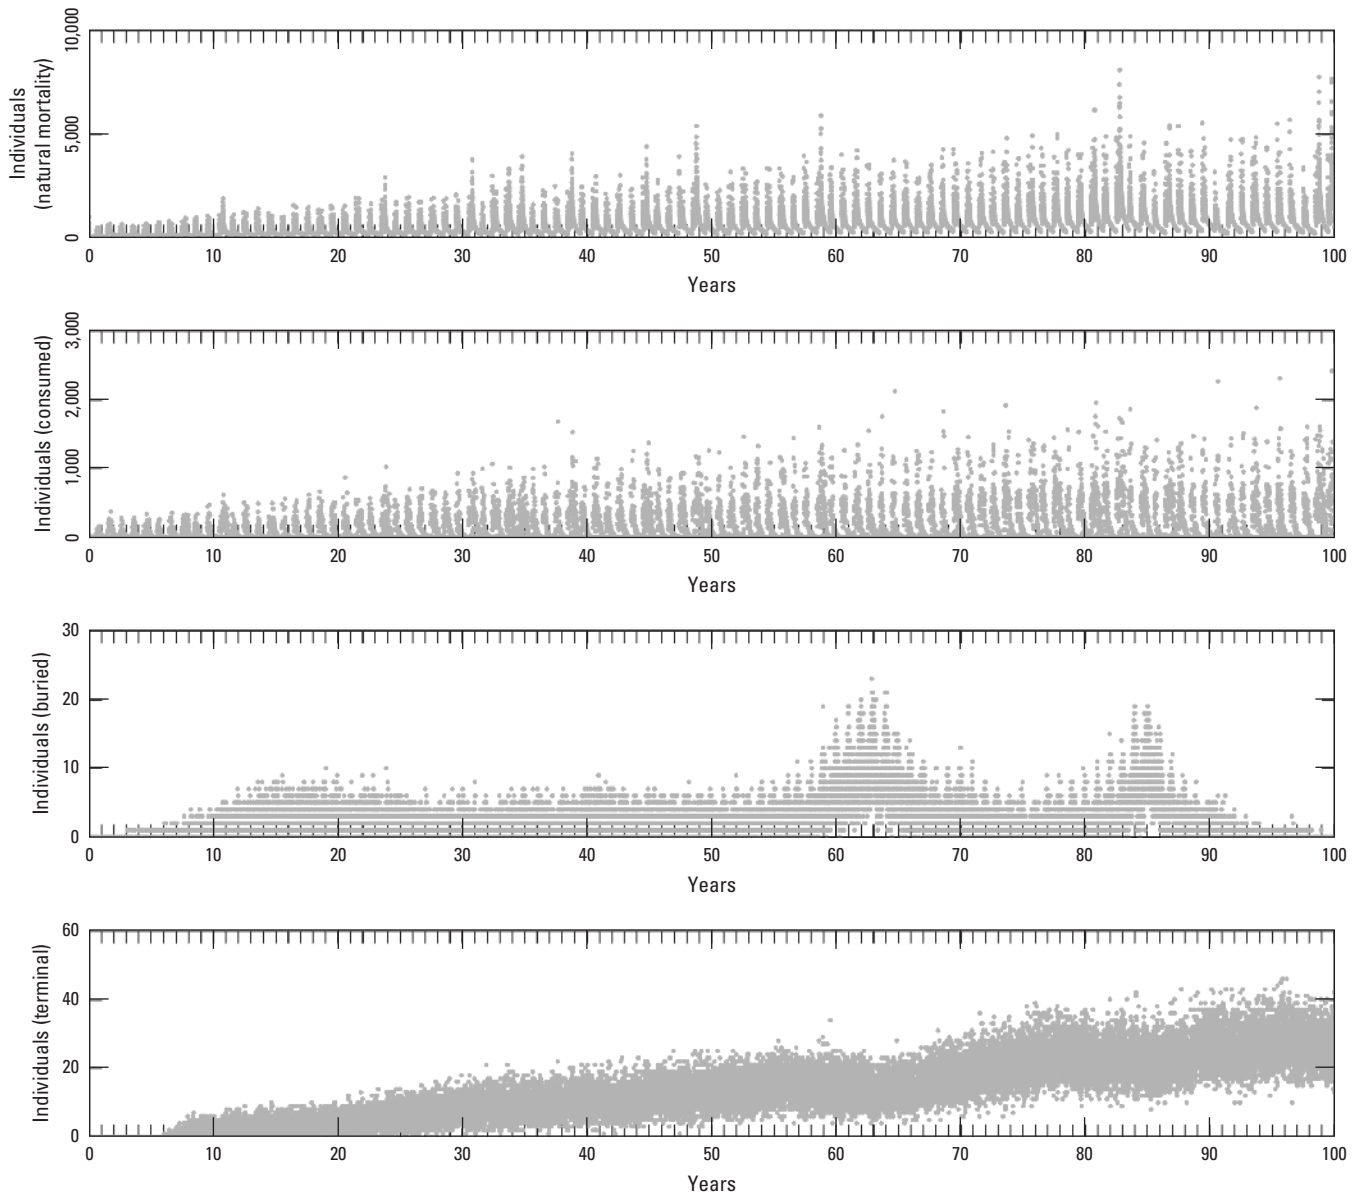 Individuals
(natural mortality)
10,000
5,000
0
0 10 20 30 40 50 60 70 80 90 100
Years
Individuals (consumed)
3,000
2,000
1,000
0
0 10 20 30 40 50 60 70 80 90 100
Years
Individuals (buried)
30
20
10
0
0 10 20 30 40 50 60 70 80 90 100
Years
Individuals (terminal)
60
40
20
0
0 10 20 30 40 50 60 70 80 90 100
Years